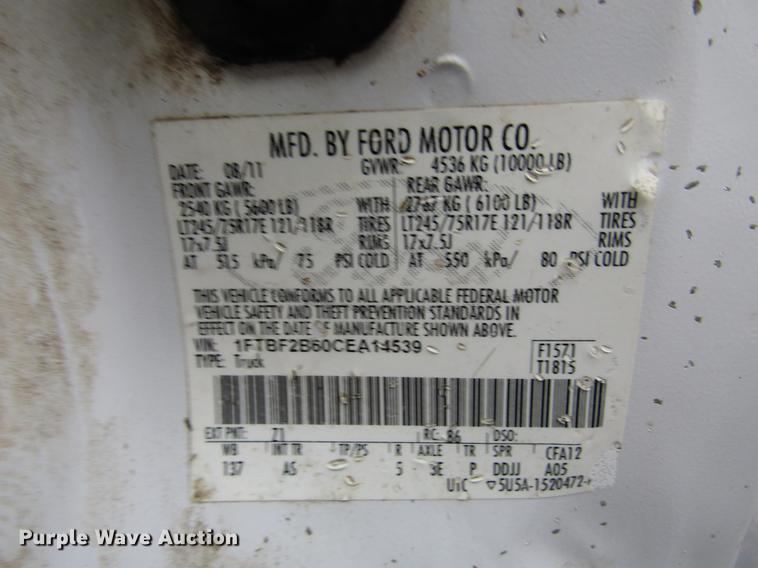 MFD. BY FORD MOTOR CO.
DATE: 08/11 GVWR: 4536 KG (10000 LB)
FRONT GAWR: REAR GAWR:
2540 KG ( 5600 LB) WITH 2767 KG ( 6100 LB) WITH
LT245/75R17E 121/118R TIRES LT245/75R17E 121/118R TIRES
17x7.5J RIMS 17x7.5J RIMS
AT 515 kPa/ 75 PSI COLD AT 550 kPa/ 80 PSI COLD
THIS VEHICLE CONFORMS TO ALL APPLICABLE FEDERAL MOTOR
VEHICLE SAFETY AND THEFT PREVENTION STANDARDS IN
EFFECT ON THE DATE OF MANUFACTURE SHOWN ABOVE.
VIN: 1FTBF2B60CEA14539 F1571
TYPE: Truck T1815
EXT PNT: Z1 RC: 86 DSO:
WB INT TR TP/PS R AXLE TR SPR CFA12
137 AS 5 3E P DDJJ A05
UTC ▽5U5A-1520472-
Purple Wave Auction